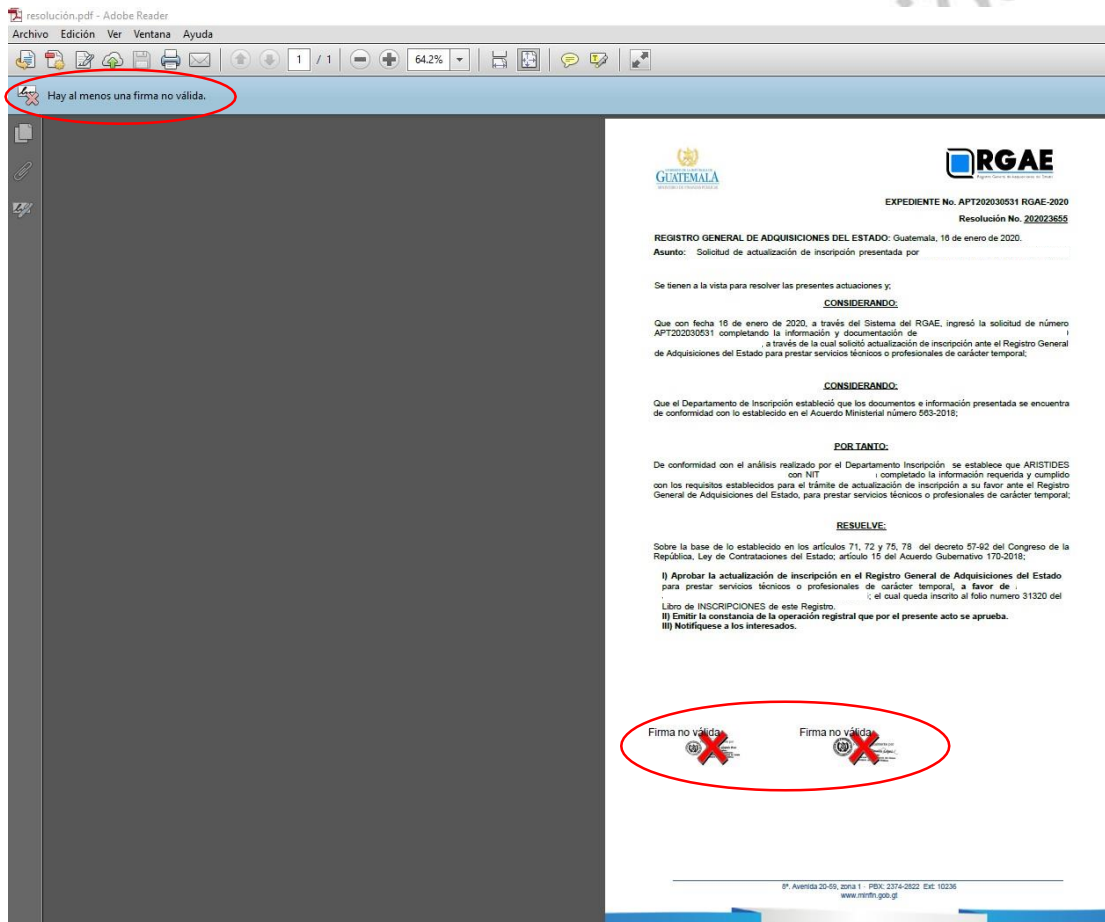 resolución.pdf - Adobe Reader
Archivo Edición Ver Ventana Ayuda
1 / 1 64.2%
Hay al menos una firma no válida.
GUATEMALA
RGAE
EXPEDIENTE No. APT202030531 RGAE-2020
Resolución No. 202023655
REGISTRO GENERAL DE ADQUISICIONES DEL ESTADO: Guatemala, 16 de enero de 2020.
Asunto: Solicitud de actualización de inscripción presentada por
Se tienen a la vista para resolver las presentes actuaciones y;
CONSIDERANDO:
Que con fecha 16 de enero de 2020, a través del Sistema del RGAE, ingresó la solicitud de número
APT202030531 completando la información y documentación de
, a través de la cual solicitó actualización de inscripción ante el Registro General
de Adquisiciones del Estado para prestar servicios técnicos o profesionales de carácter temporal;
CONSIDERANDO:
Que el Departamento de Inscripción estableció que los documentos e información presentada se encuentra
de conformidad con lo establecido en el Acuerdo Ministerial número 563-2018;
POR TANTO:
De conformidad con el análisis realizado por el Departamento Inscripción se establece que ARISTIDES
con NIT completado la información requerida y cumplido
con los requisitos establecidos para el trámite de actualización de inscripción a su favor ante el Registro
General de Adquisiciones del Estado, para prestar servicios técnicos o profesionales de carácter temporal;
RESUELVE:
Sobre la base de lo establecido en los artículos 71, 72 y 75, 78 del decreto 57-92 del Congreso de la
República, Ley de Contrataciones del Estado; artículo 15 del Acuerdo Gubernativo 170-2018;
I) Aprobar la actualización de inscripción en el Registro General de Adquisiciones del Estado
para prestar servicios técnicos o profesionales de carácter temporal, a favor de
; el cual queda inscrito al folio numero 31320 del
Libro de INSCRIPCIONES de este Registro.
II) Emitir la constancia de la operación registral que por el presente acto se aprueba.
III) Notifíquese a los interesados.
Firma no válida Firma no válida
8ª. Avenida 20-59, zona 1 - PBX: 2374-2822 Ext: 10236
www.minfin.gob.gt